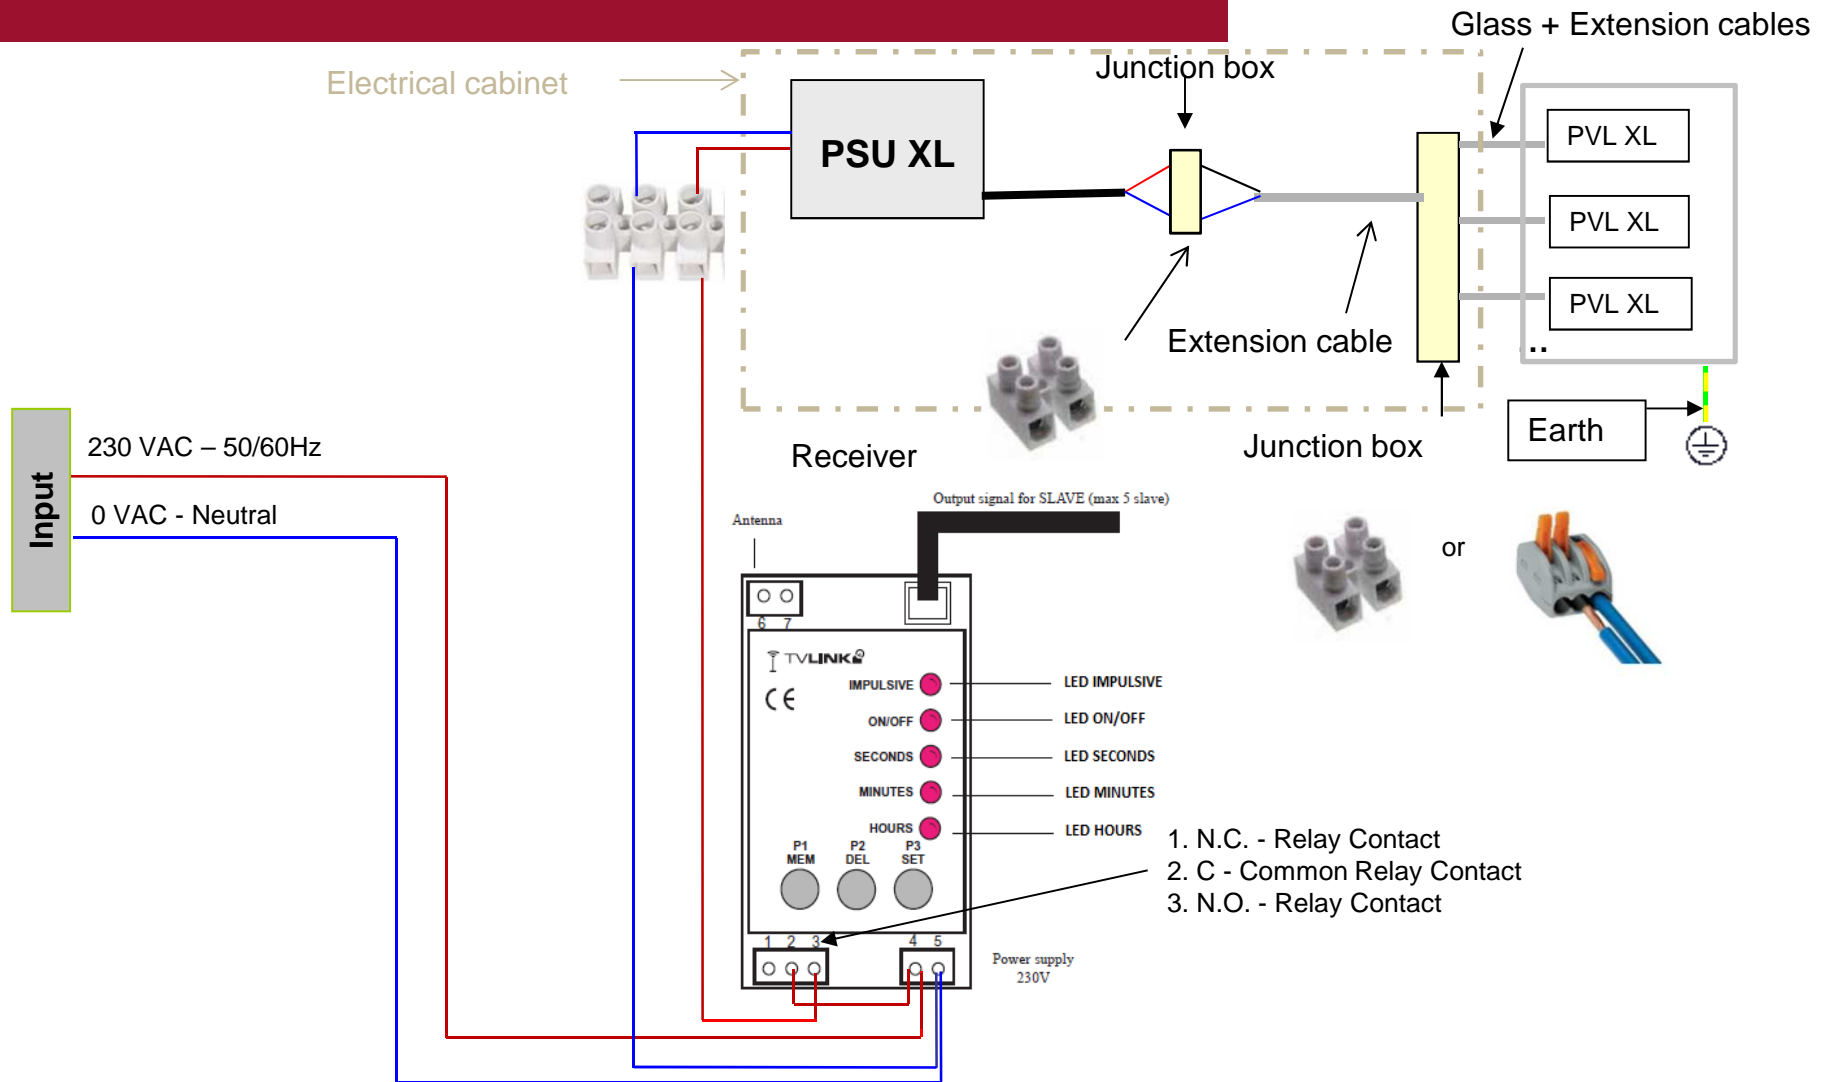 Glass + Extension cables
Electrical cabinet
Junction box
PSU XL
PVL XL
PVL XL
PVL XL
...
Extension cable
Earth
Junction box
Receiver
Input
230 VAC – 50/60Hz
0 VAC - Neutral
Output signal for SLAVE (max 5 slave)
Antenna
or
6 7
TVLINK
CE
IMPULSIVE
LED IMPULSIVE
ON/OFF
LED ON/OFF
SECONDS
LED SECONDS
MINUTES
LED MINUTES
HOURS
LED HOURS
P1 P2 P3
MEM DEL SET
1. N.C. - Relay Contact
2. C - Common Relay Contact
3. N.O. - Relay Contact
1 2 3 4 5
Power supply
230V